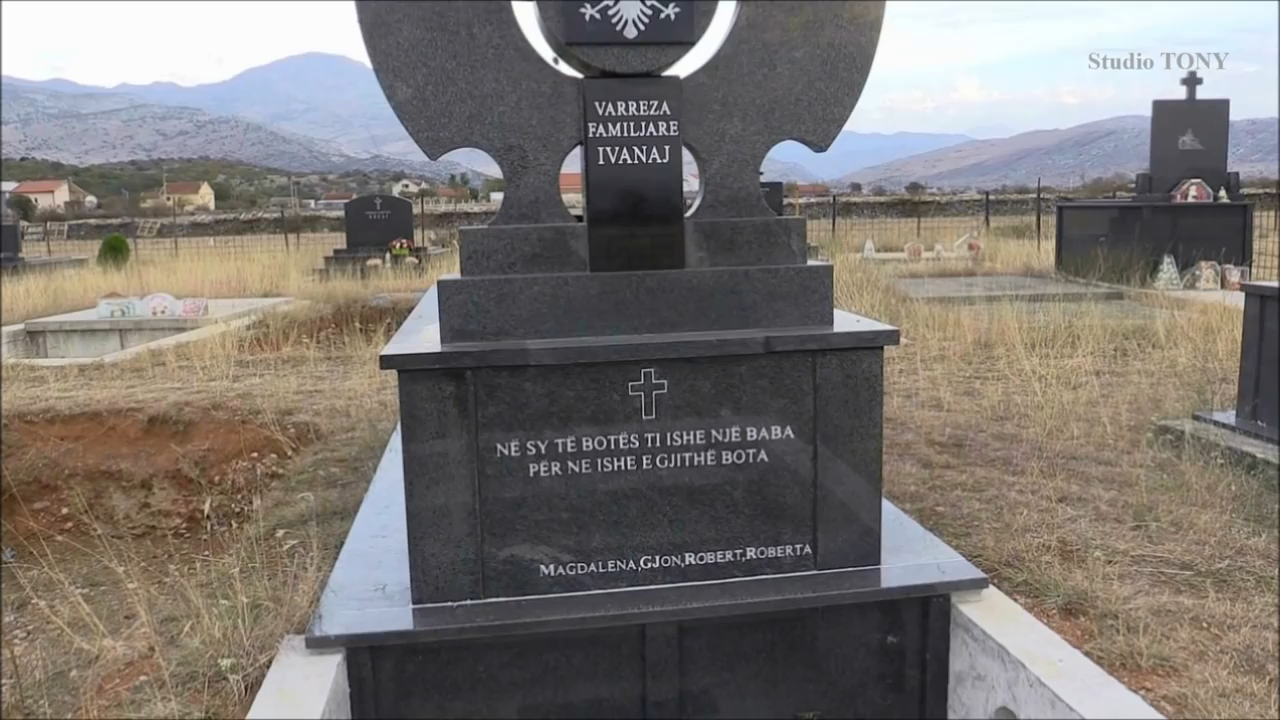 Studio TONY
VARREZA
FAMILJARE
IVANAJ
NË SY TË BOTËS TI ISHE NJË BABA
PËR NE ISHE E GJITHË BOTA
MAGDALENA,GJON,ROBERT,ROBERTA